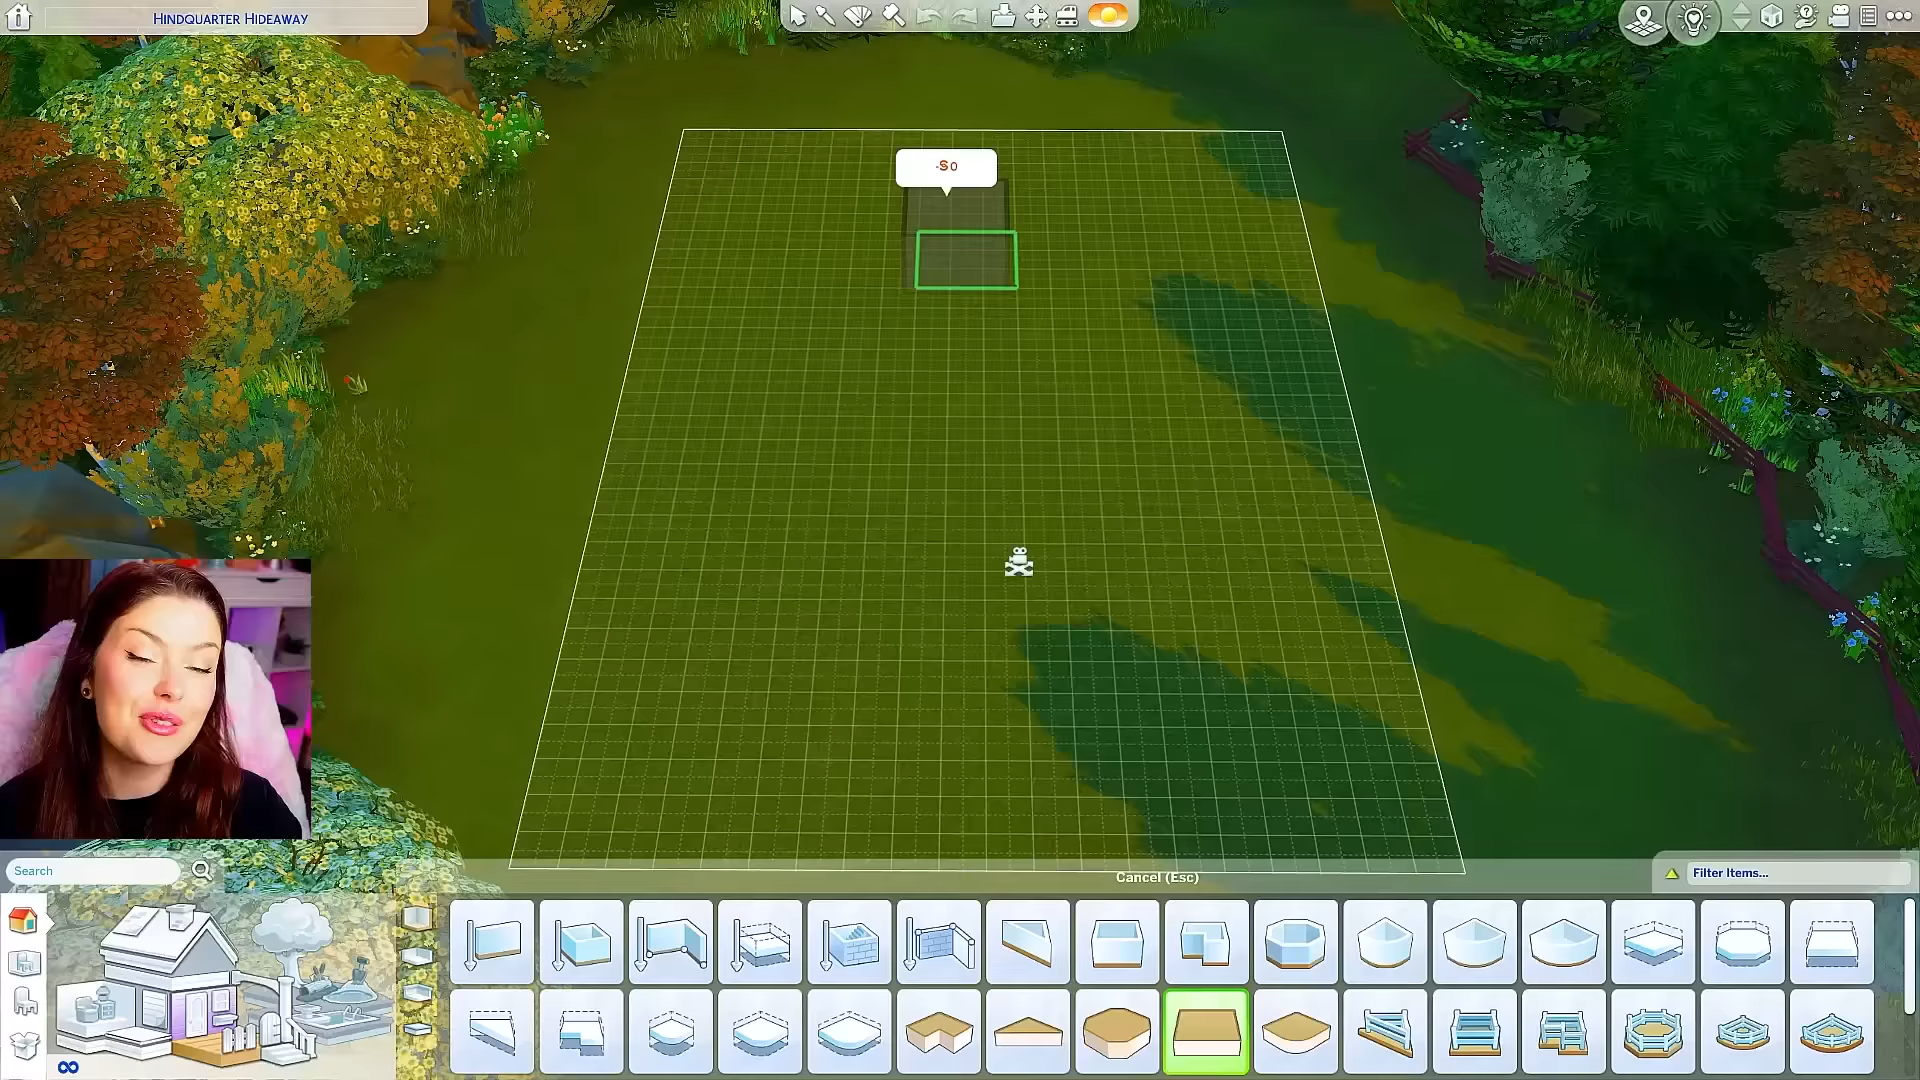 HINDQUARTER HIDEAWAY
-§0
Cancel (Esc)
Search
Filter Items...